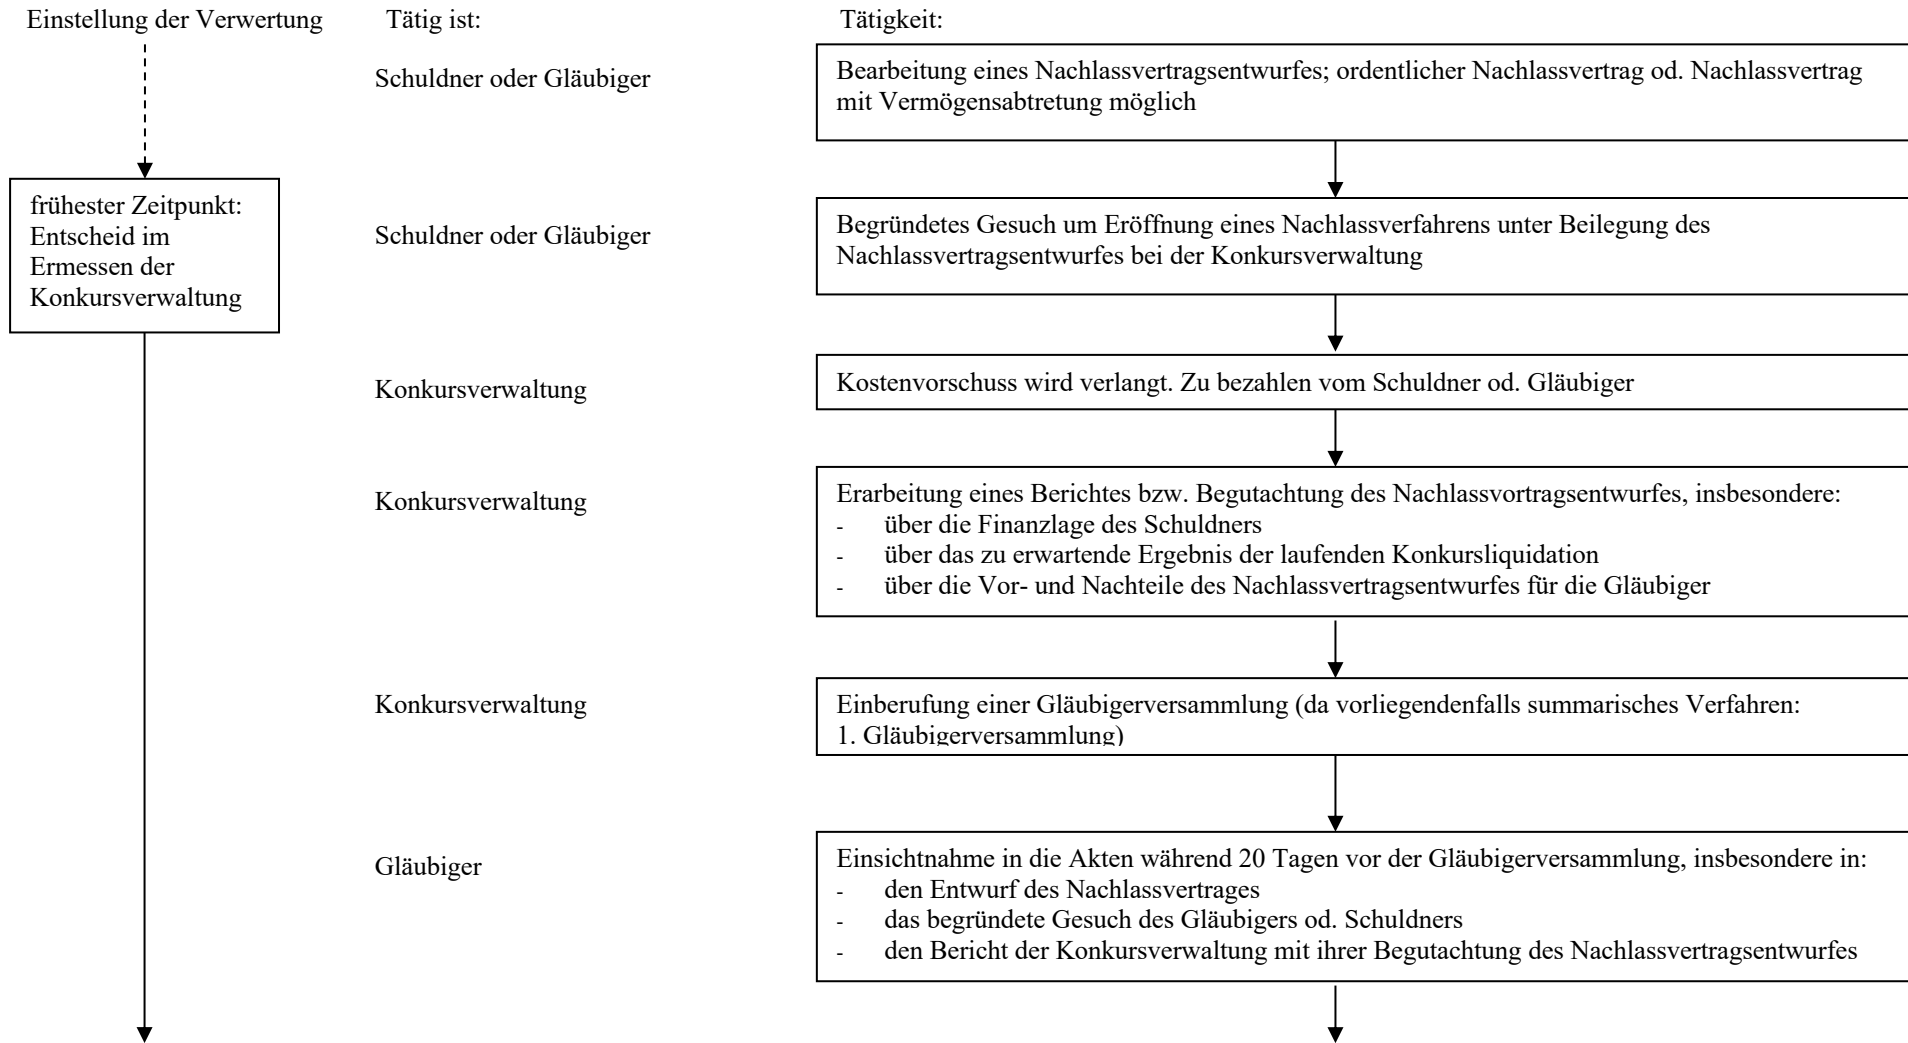 Einstellung der Verwertung
Tätig ist:
Tätigkeit:
Schuldner oder Gläubiger
Bearbeitung eines Nachlassvertragsentwurfes; ordentlicher Nachlassvertrag od. Nachlassvertrag
mit Vermögensabtretung möglich
frühester Zeitpunkt:
Entscheid im
Ermessen der
Konkursverwaltung
Schuldner oder Gläubiger
Begründetes Gesuch um Eröffnung eines Nachlassverfahrens unter Beilegung des
Nachlassvertragsentwurfes bei der Konkursverwaltung
Konkursverwaltung
Kostenvorschuss wird verlangt. Zu bezahlen vom Schuldner od. Gläubiger
Konkursverwaltung
Erarbeitung eines Berichtes bzw. Begutachtung des Nachlassvortragsentwurfes, insbesondere:
- über die Finanzlage des Schuldners
- über das zu erwartende Ergebnis der laufenden Konkursliquidation
- über die Vor- und Nachteile des Nachlassvertragsentwurfes für die Gläubiger
Konkursverwaltung
Einberufung einer Gläubigerversammlung (da vorliegendenfalls summarisches Verfahren:
1. Gläubigerversammlung)
Gläubiger
Einsichtnahme in die Akten während 20 Tagen vor der Gläubigerversammlung, insbesondere in:
- den Entwurf des Nachlassvertrages
- das begründete Gesuch des Gläubigers od. Schuldners
- den Bericht der Konkursverwaltung mit ihrer Begutachtung des Nachlassvertragsentwurfes